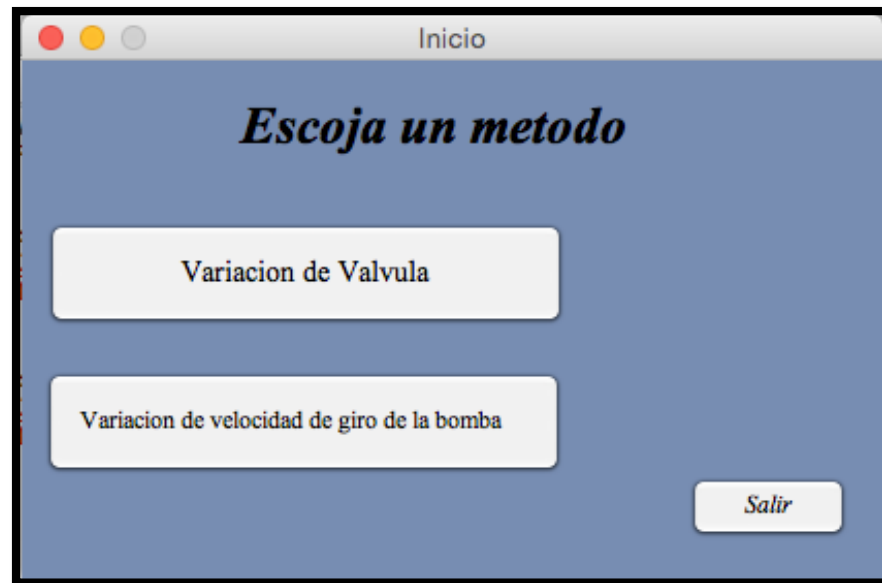 Inicio
Escoja un metodo
Variacion de Valvula
Variacion de velocidad de giro de la bomba
Salir